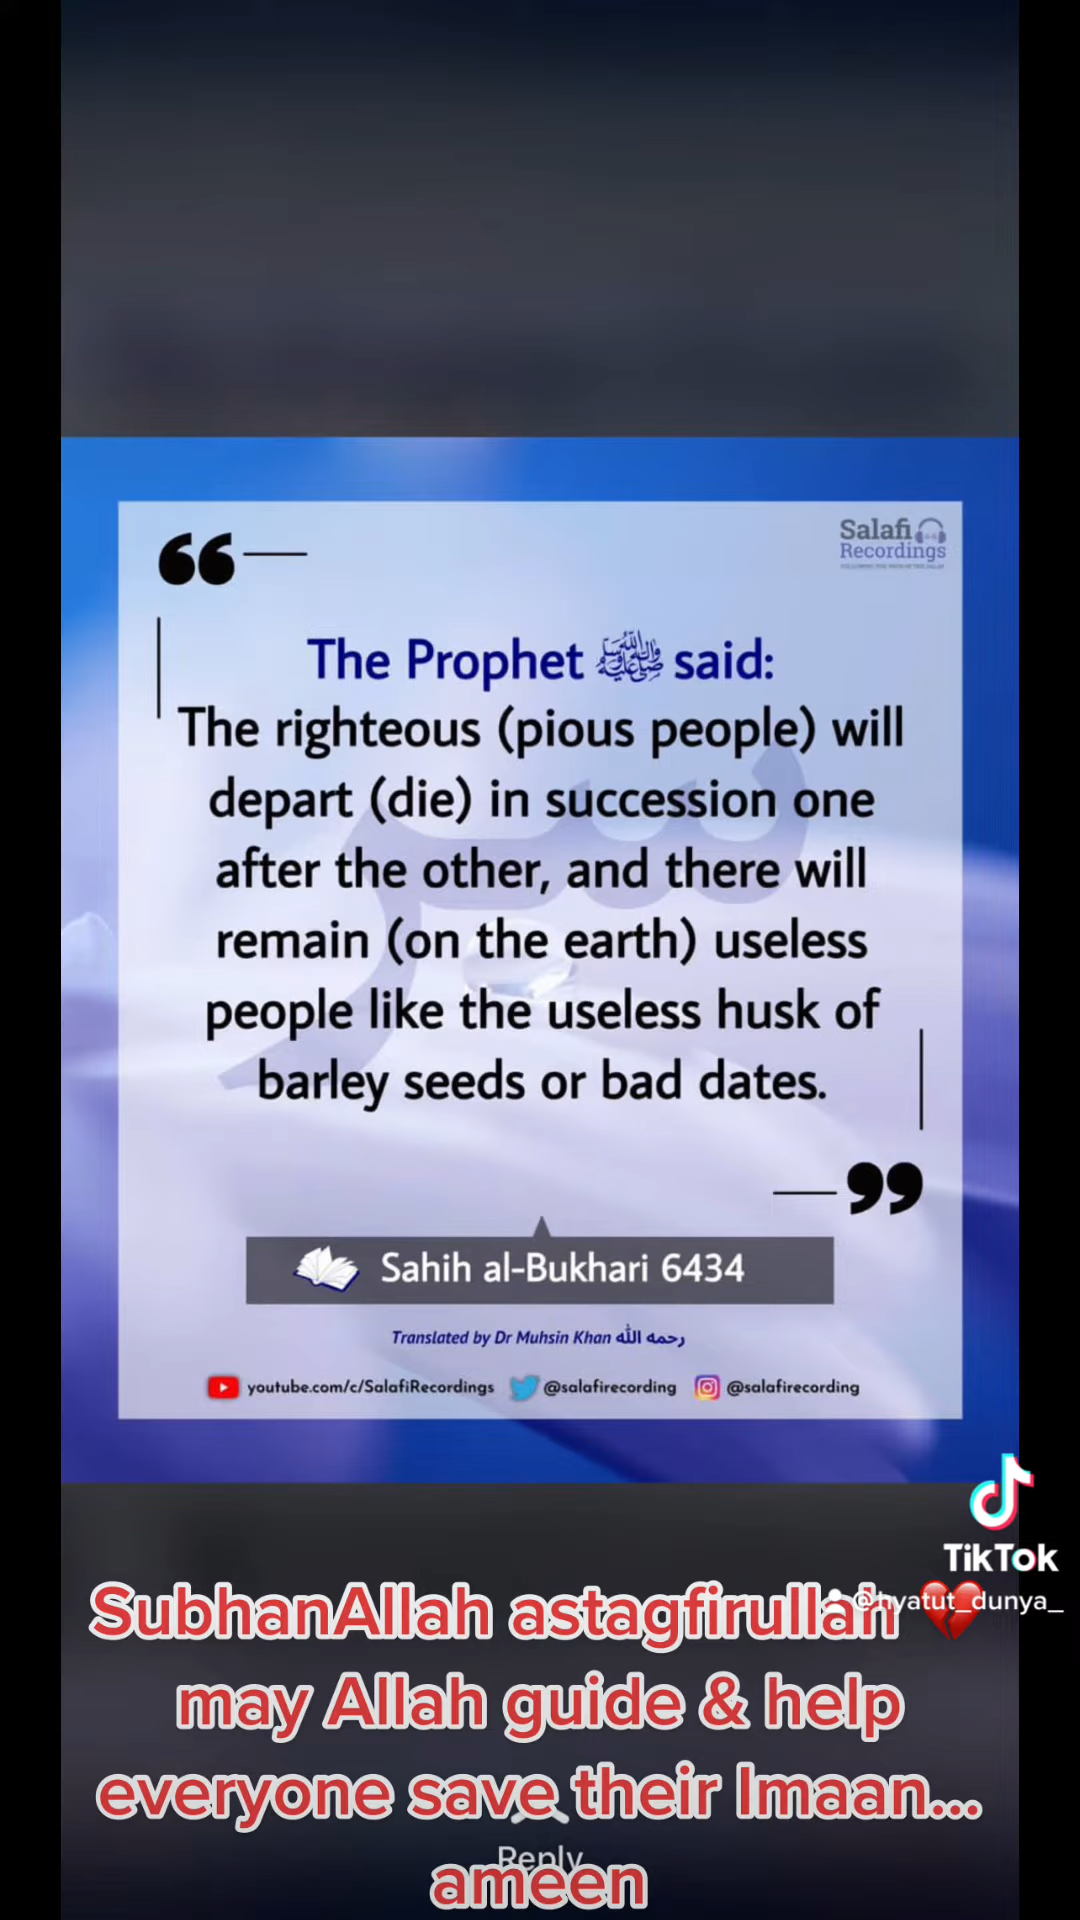 Salafi
Recordings
The Prophet ﷺ said:
The righteous (pious people) will
depart (die) in succession one
after the other, and there will
remain (on the earth) useless
people like the useless husk of
barley seeds or bad dates.
Sahih al-Bukhari 6434
Translated by Dr Muhsin Khan رحمه الله
youtube.com/c/SalafiRecordings @salafirecording @salafirecording
TikTok
SubhanAllah astagfirullah 💔
may Allah guide & help
everyone save their Imaan...
Reply
ameen